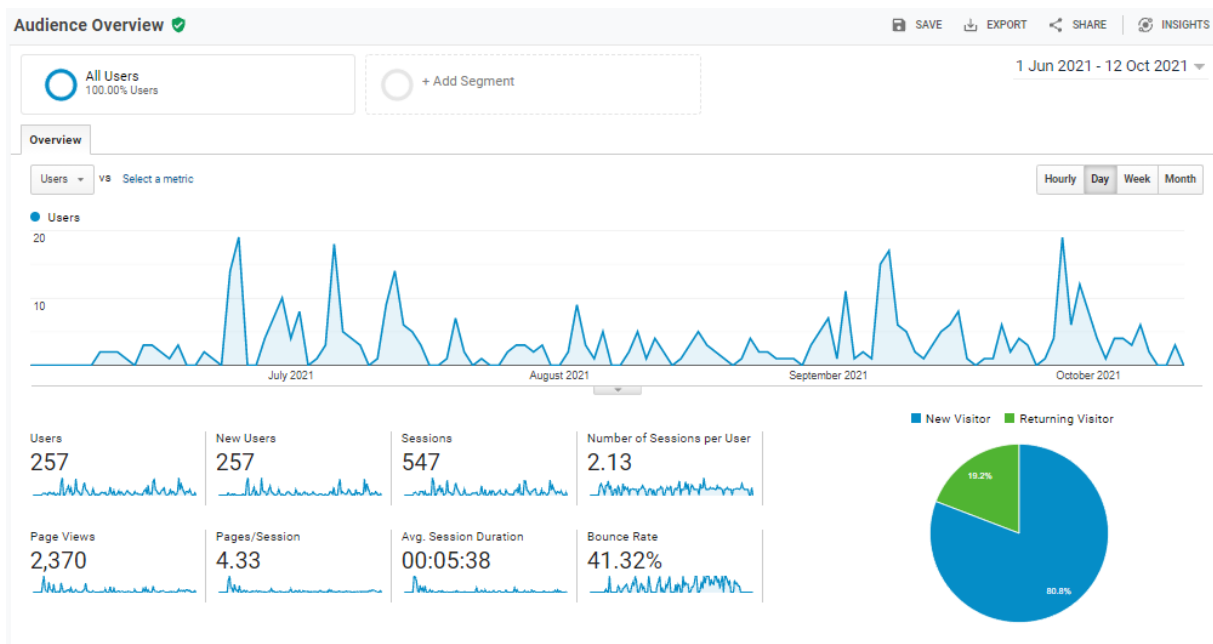 Audience Overview
SAVE EXPORT SHARE INSIGHTS
All Users
100.00% Users
+ Add Segment
1 Jun 2021 - 12 Oct 2021
Overview
Users vs Select a metric
Hourly Day Week Month
Users
20
10
July 2021 August 2021 September 2021 October 2021
New Visitor Returning Visitor
Users New Users Sessions Number of Sessions per User
257 257 547 2.13
Page Views Pages/Session Avg. Session Duration Bounce Rate
2,370 4.33 00:05:38 41.32%
19.2%
80.8%